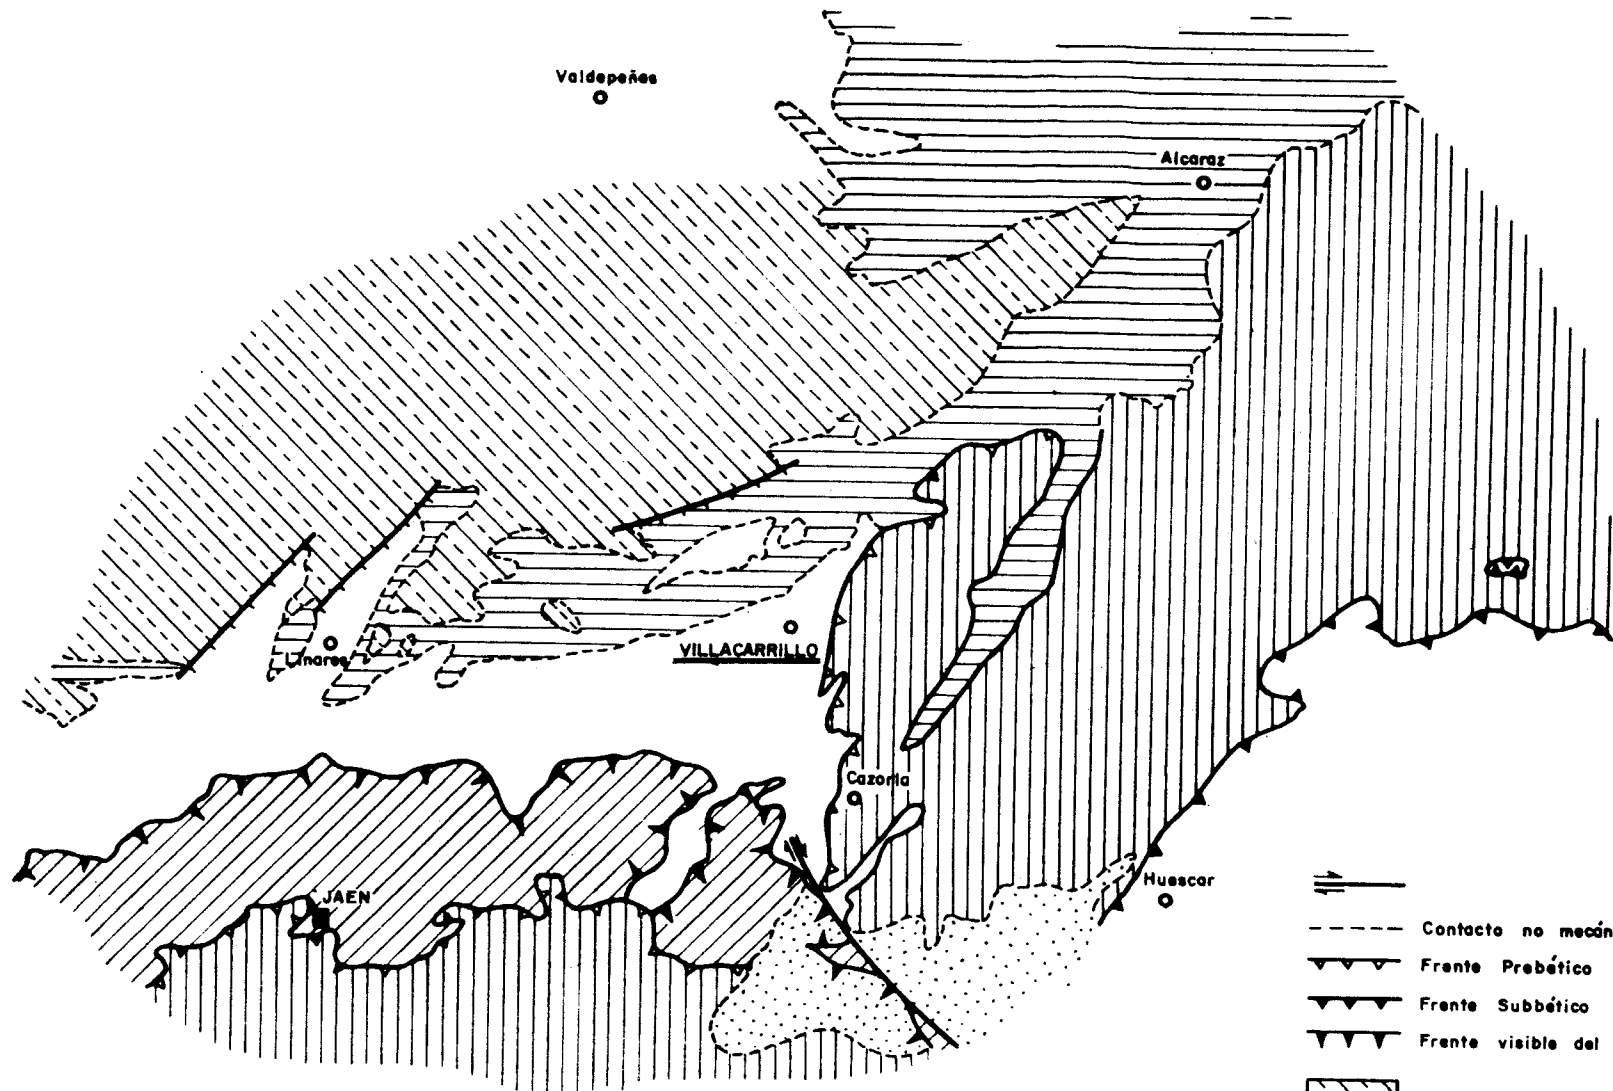 Valdepeñas
Alcaraz
Linares
VILLACARRILLO
Cazorla
JAEN
Huescar
Contacto no mecán
Frente Prebético
Frente Subbético
Frente visible del